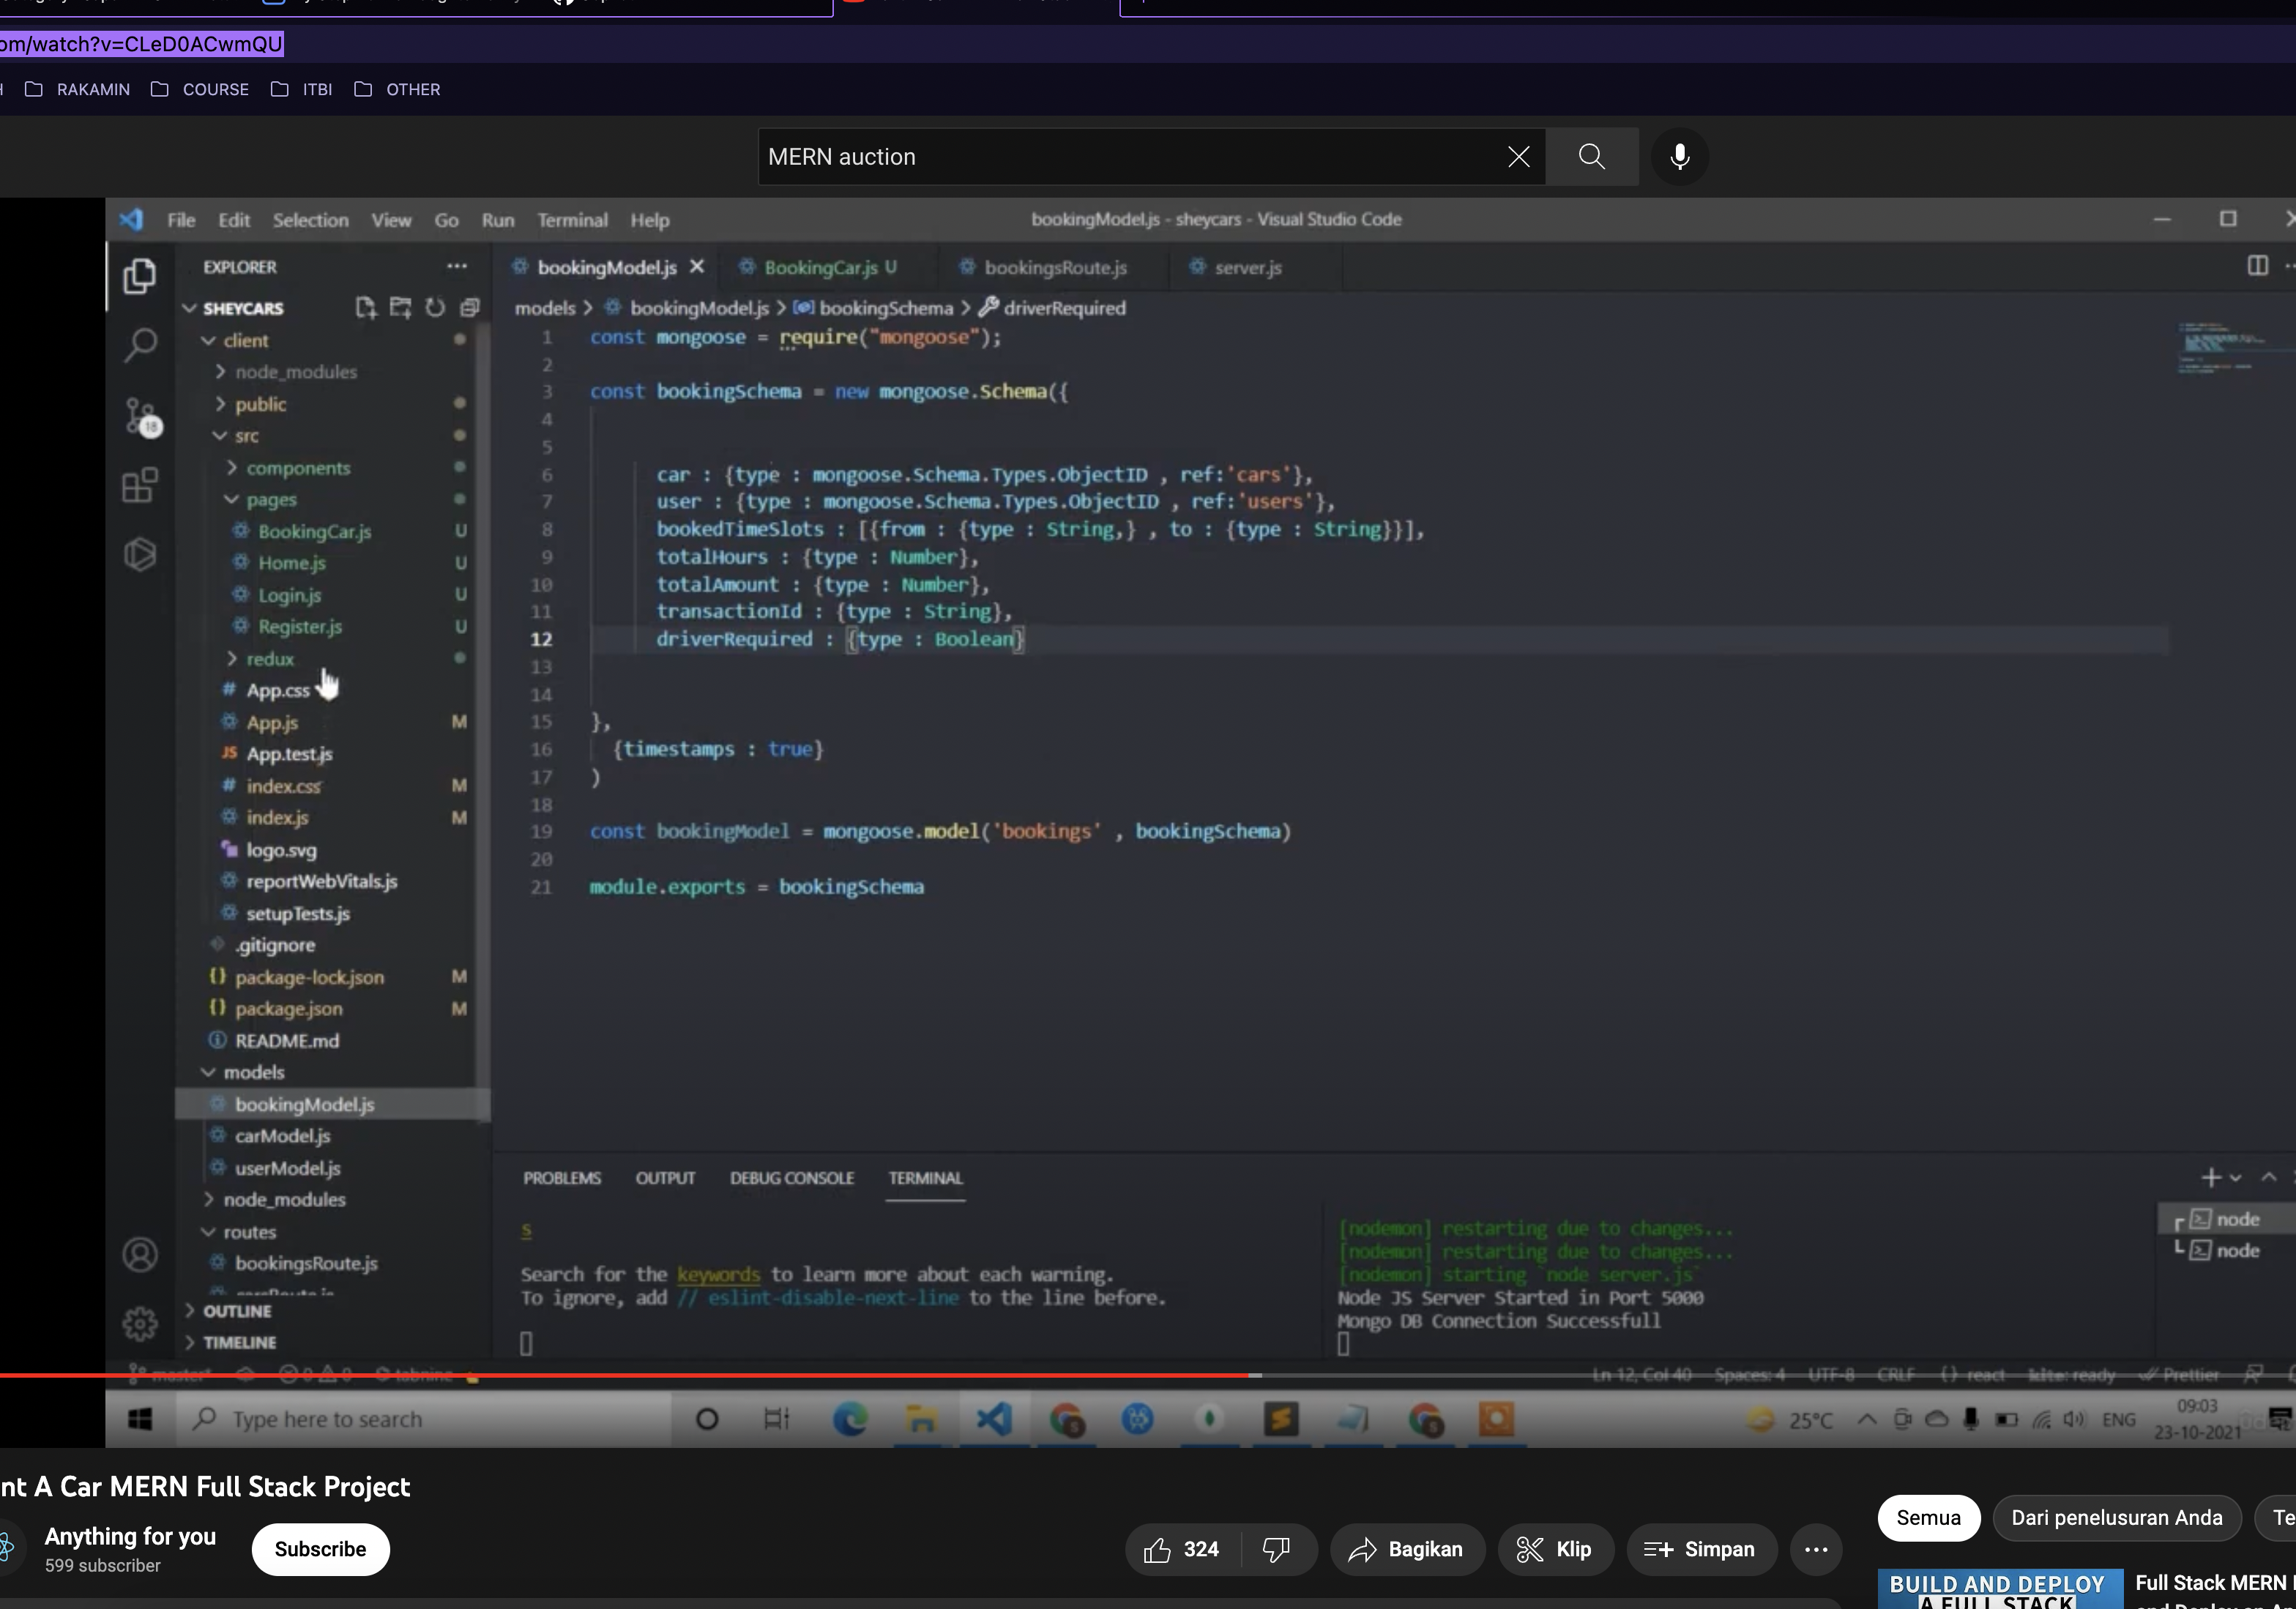 om/watch?v=CLeD0ACwmQU
RAKAMIN COURSE ITBI OTHER
MERN auction
File Edit Selection View Go Run Terminal Help
bookingModel.js - sheycars - Visual Studio Code
EXPLORER
bookingModel.js BookingCar.js U bookingsRoute.js server.js
SHEYCARS
models > bookingModel.js > bookingSchema > driverRequired
client
node_modules
public
src
18
components
pages
BookingCar.js U
Home.js U
Login.js U
Register.js U
redux
# App.css
App.js M
JS App.test.js
# index.css M
index.js M
logo.svg
reportWebVitals.js
setupTests.js
.gitignore
{} package-lock.json M
{} package.json M
README.md
models
bookingModel.js
carModel.js
userModel.js
node_modules
routes
bookingsRoute.js
OUTLINE
TIMELINE
1 const mongoose = require("mongoose");
2
3 const bookingSchema = new mongoose.Schema({
4
5
6 car : {type : mongoose.Schema.Types.ObjectID , ref:'cars'},
7 user : {type : mongoose.Schema.Types.ObjectID , ref:'users'},
8 bookedTimeSlots : [{from : {type : String,} , to : {type : String}}],
9 totalHours : {type : Number},
10 totalAmount : {type : Number},
11 transactionId : {type : String},
12 driverRequired : {type : Boolean}
13
14
15 },
16 {timestamps : true}
17 )
18
19 const bookingModel = mongoose.model('bookings' , bookingSchema)
20
21 module.exports = bookingSchema
PROBLEMS OUTPUT DEBUG CONSOLE TERMINAL
s
Search for the keywords to learn more about each warning.
To ignore, add // eslint-disable-next-line to the line before.
[nodemon] restarting due to changes...
[nodemon] restarting due to changes...
[nodemon] starting `node server.js`
Node JS Server Started in Port 5000
Mongo DB Connection Successfull
node
node
master* 0 0 tabnine
Ln 12, Col 40 Spaces: 4 UTF-8 CRLF {} react kite: ready Prettier
Type here to search
25°C ENG
09:03
23-10-2021
nt A Car MERN Full Stack Project
Anything for you
599 subscriber
Subscribe
324 Bagikan Klip Simpan
Semua Dari penelusuran Anda Te
BUILD AND DEPLOY
A FULL STACK
Full Stack MERN